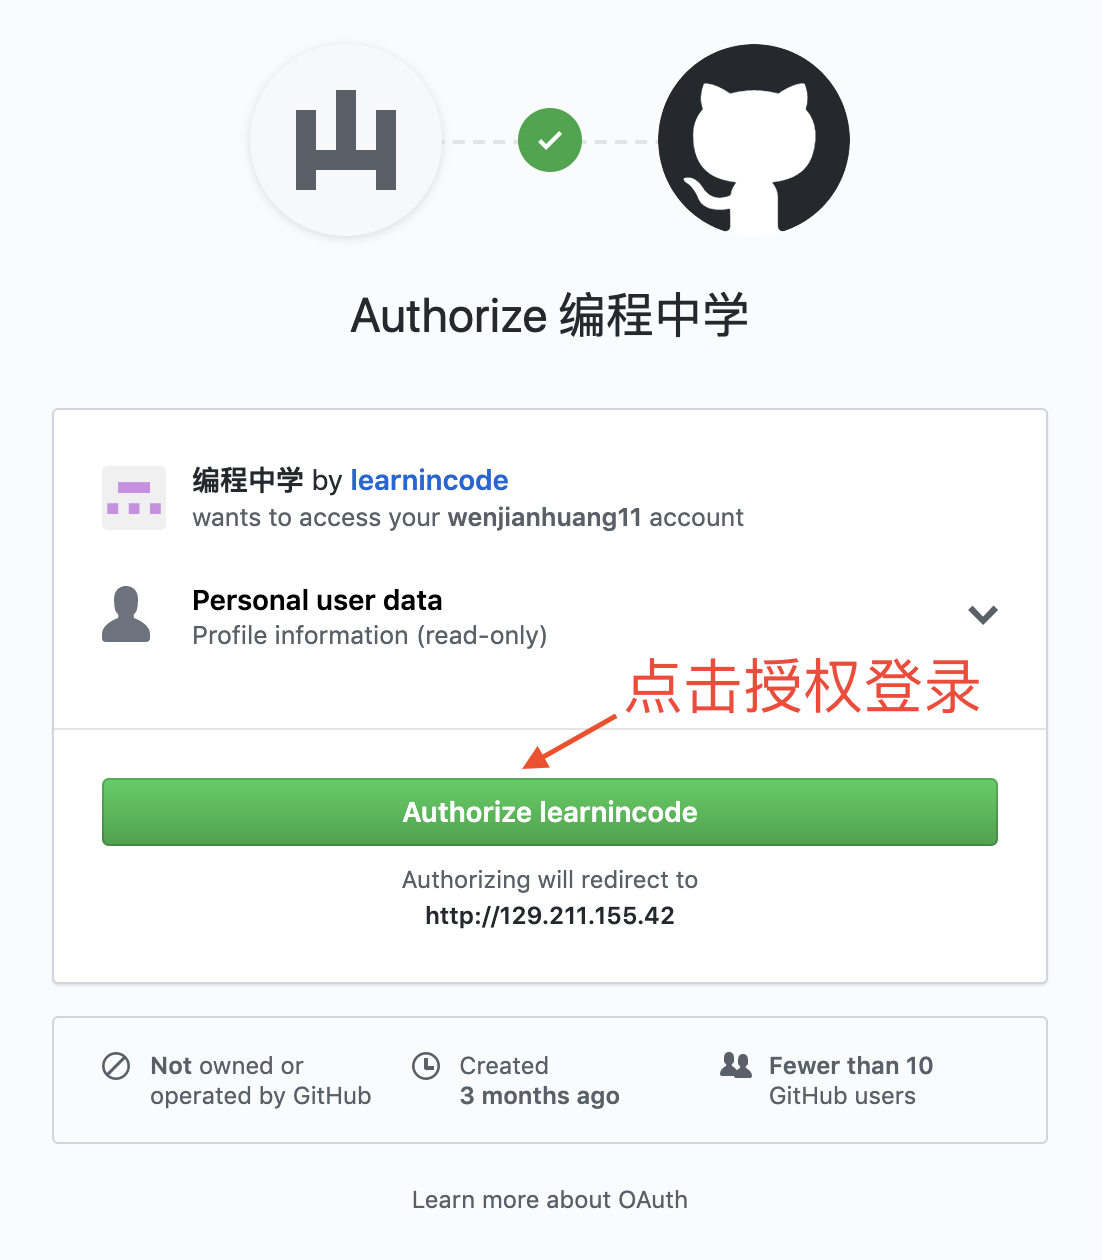 Authorize 编程中学
编程中学 by learnincode
wants to access your wenjianhuang11 account
Personal user data
Profile information (read-only)
点击授权登录
Authorize learnincode
Authorizing will redirect to
http://129.211.155.42
Not owned or
operated by GitHub
Created
3 months ago
Fewer than 10
GitHub users
Learn more about OAuth